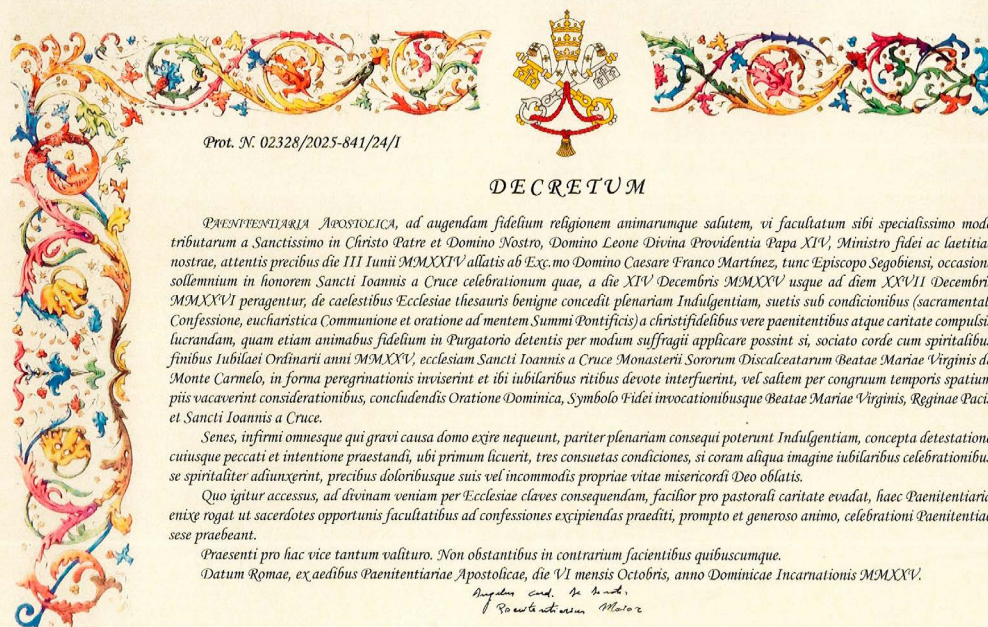 Prot. N. 02328/2025-841/24/I
DECRETUM
PAENITENTIARIA APOSTOLICA, ad augendam fidelium religionem animarumque salutem, vi facultatum sibi specialissimo mod
tributarum a Sanctissimo in Christo Patre et Domino Nostro, Domino Leone Divina Providentia Papa XIV, Ministro fidei ac laetitia
nostrae, attentis precibus die III Iunii MMXXIV allatis ab Exc.mo Domino Caesare Franco Martínez, tunc Episcopo Segobiensi, occasion
sollemnium in honorem Sancti Ioannis a Cruce celebrationum quae, a die XIV Decembris MMXXV usque ad diem XXVII Decembri
MMXXVI peragentur, de caelestibus Ecclesiae thesauris benigne concedit plenariam Indulgentiam, suetis sub condicionibus (sacramental
Confessione, eucharistica Communione et oratione ad mentem Summi Pontificis) a christifidelibus vere paenitentibus atque caritate compulsi
lucrandam, quam etiam animabus fidelium in Purgatorio detentis per modum suffragii applicare possint si, sociato corde cum spiritalibu
finibus Iubilaei Ordinarii anni MMXXV, ecclesiam Sancti Ioannis a Cruce Monasterii Sororum Discalceatarum Beatae Mariae Virginis d
Monte Carmelo, in forma peregrinationis inviserint et ibi iubilaribus ritibus devote interfuerint, vel saltem per congruum temporis spatium
piis vacaverint considerationibus, concludendis Oratione Dominica, Symbolo Fidei invocationibusque Beatae Mariae Virginis, Reginae Paci
et Sancti Ioannis a Cruce.
Senes, infirmi omnesque qui gravi causa domo exire nequeunt, pariter plenariam consequi poterunt Indulgentiam, concepta detestation
cuiusque peccati et intentione praestandi, ubi primum licuerit, tres consuetas condiciones, si coram aliqua imagine iubilaribus celebrationibu
se spiritaliter adiunxerint, precibus doloribusque suis vel incommodis propriae vitae misericordi Deo oblatis.
Quo igitur accessus, ad divinam veniam per Ecclesiae claves consequendam, facilior pro pastorali caritate evadat, haec Paenitentiari
enixe rogat ut sacerdotes opportunis facultatibus ad confessiones excipiendas praediti, prompto et generoso animo, celebrationi Paenitentiae
sese praebeant.
Praesenti pro hac vice tantum valituro. Non obstantibus in contrarium facientibus quibuscumque.
Datum Romae, ex aedibus Paenitentiariae Apostolicae, die VI mensis Octobris, anno Dominicae Incarnationis MMXXV.
Angelus Card. De Donatis
Paenitentiarius Maior